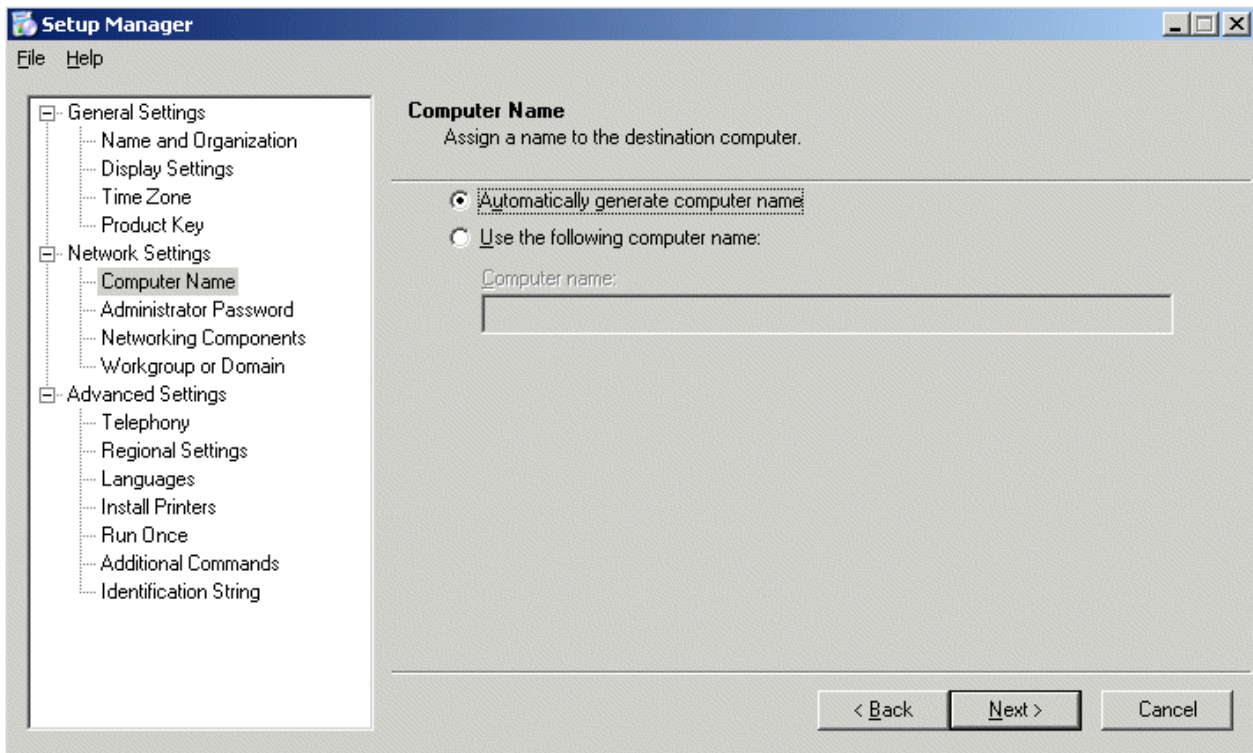 Setup Manager
File Help
General Settings
Name and Organization
Display Settings
Time Zone
Product Key
Network Settings
Computer Name
Administrator Password
Networking Components
Workgroup or Domain
Advanced Settings
Telephony
Regional Settings
Languages
Install Printers
Run Once
Additional Commands
Identification String
Computer Name
Assign a name to the destination computer.
Automatically generate computer name
Use the following computer name:
Computer name:
< Back Next > Cancel